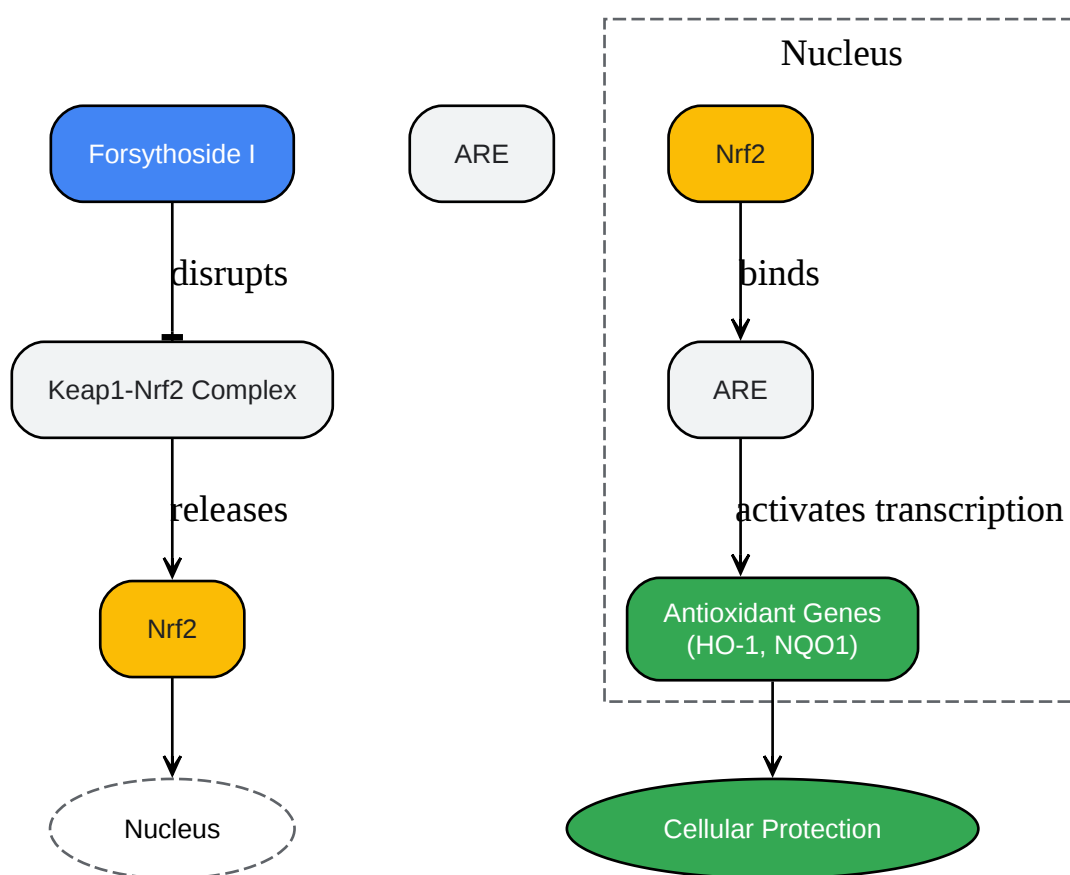 Nucleus
Forsythoside I
ARE
Nrf2
disrupts
binds
Keap1-Nrf2 Complex
ARE
releases
activates transcription
Nrf2
Antioxidant Genes
(HO-1, NQO1)
Nucleus
Cellular Protection